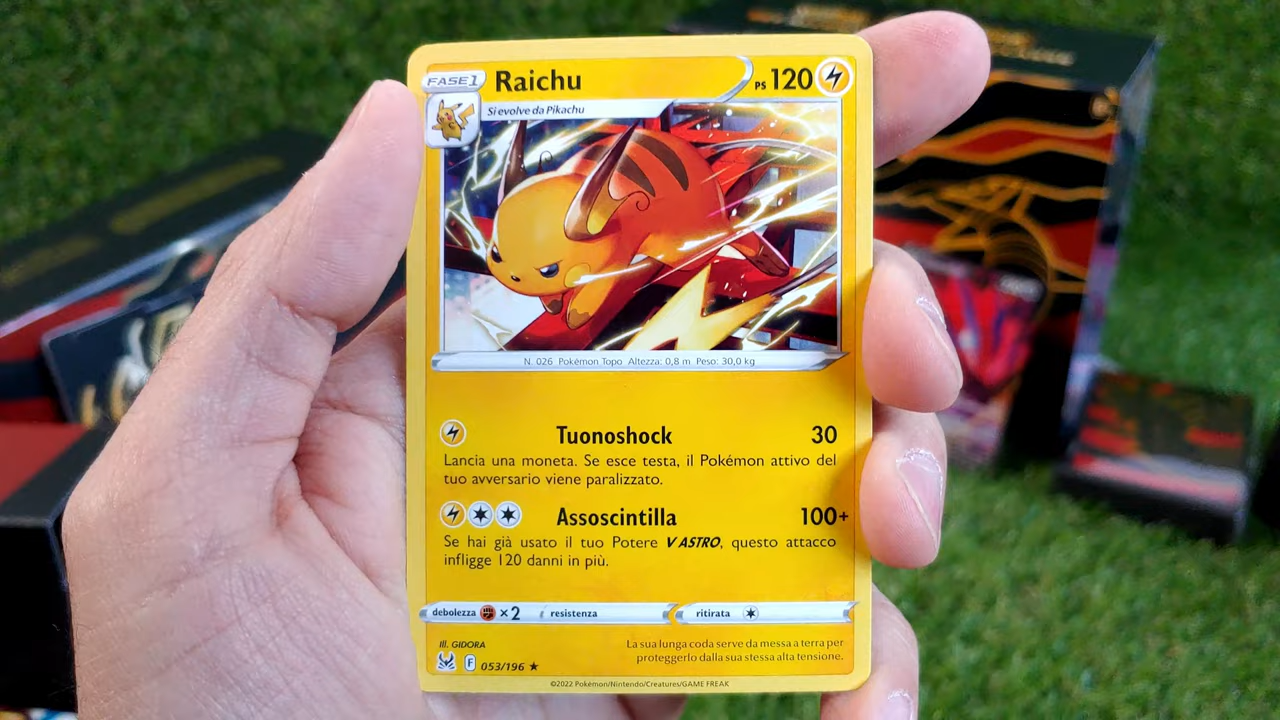 FASE 1 Raichu PS 120
Si evolve da Pikachu
N. 026 Pokémon Topo Altezza: 0,8 m Peso: 30,0 kg
Tuonoshock 30
Lancia una moneta. Se esce testa, il Pokémon attivo del
tuo avversario viene paralizzato.
Assoscintilla 100+
Se hai già usato il tuo Potere V ASTRO, questo attacco
infligge 120 danni in più.
debolezza ×2 resistenza ritirata
Ill. GIDORA
La sua lunga coda serve da messa a terra per
proteggerlo dalla sua stessa alta tensione.
F 053/196 ★
©2022 Pokémon/Nintendo/Creatures/GAME FREAK